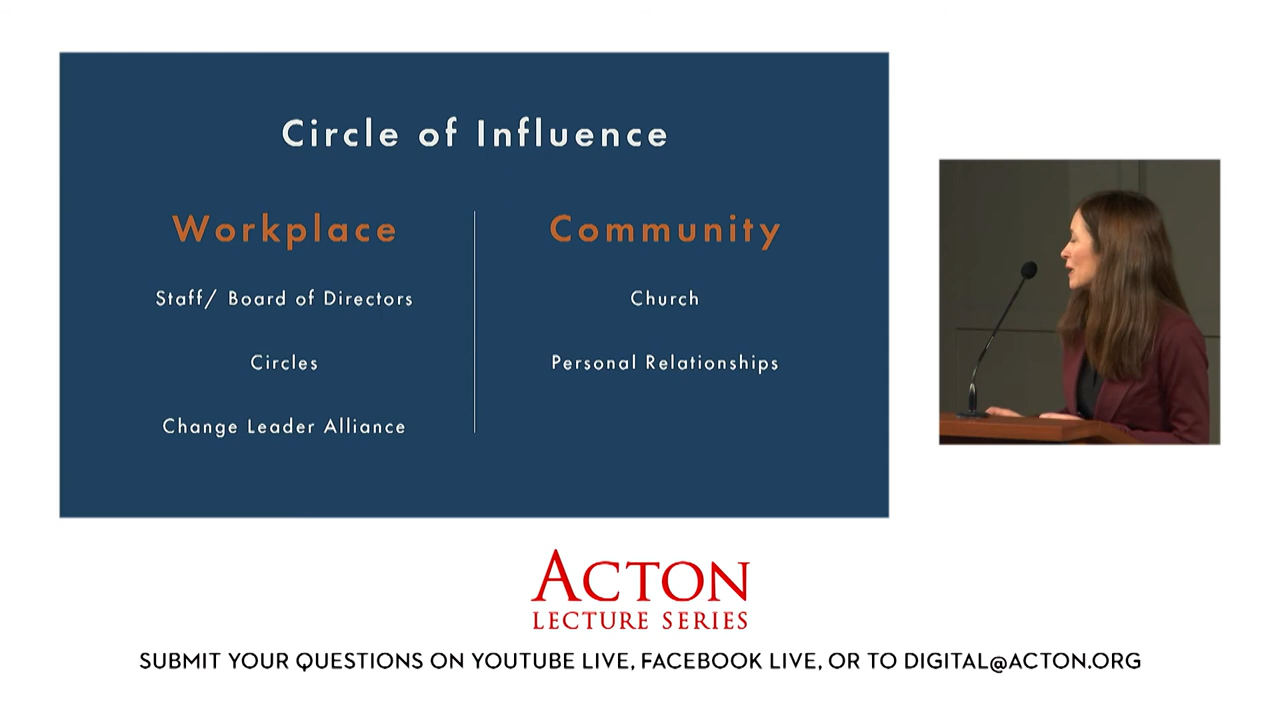 Circle of Influence
Workplace
Staff/ Board of Directors
Circles
Change Leader Alliance
Community
Church
Personal Relationships
ACTON
LECTURE SERIES
SUBMIT YOUR QUESTIONS ON YOUTUBE LIVE, FACEBOOK LIVE, OR TO DIGITAL@ACTON.ORG